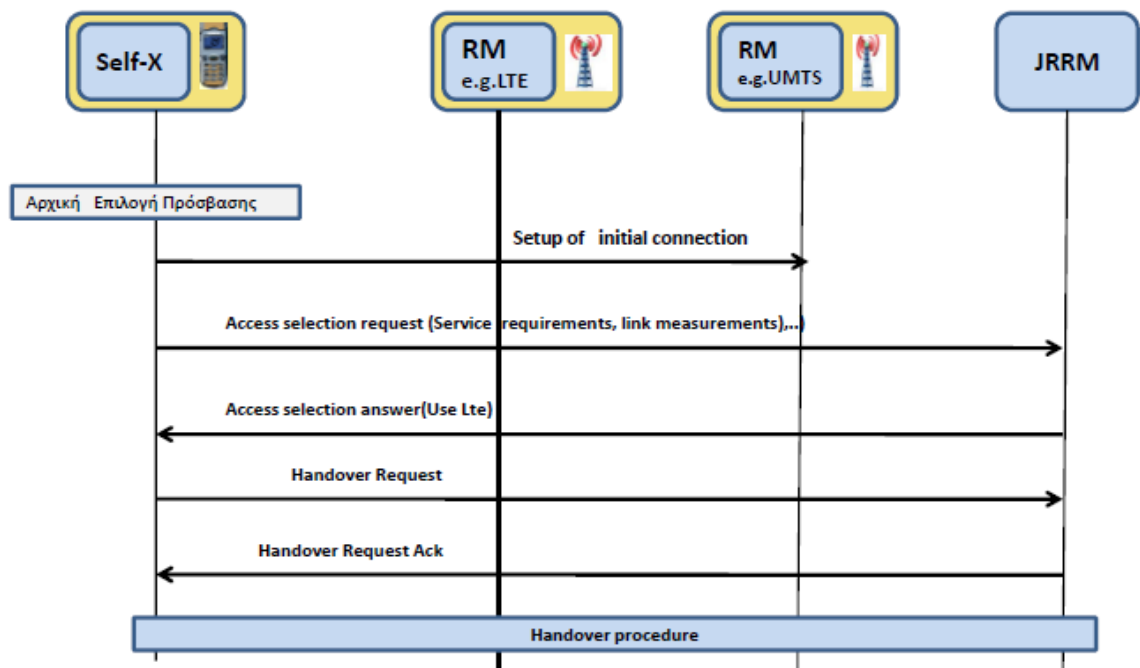 Self-X
RM
e.g.LTE
RM
e.g.UMTS
JRRM
Αρχική Επιλογή Πρόσβασης
Setup of initial connection
Access selection request (Service requirements, link measurements),..)
Access selection answer(Use Lte)
Handover Request
Handover Request Ack
Handover procedure